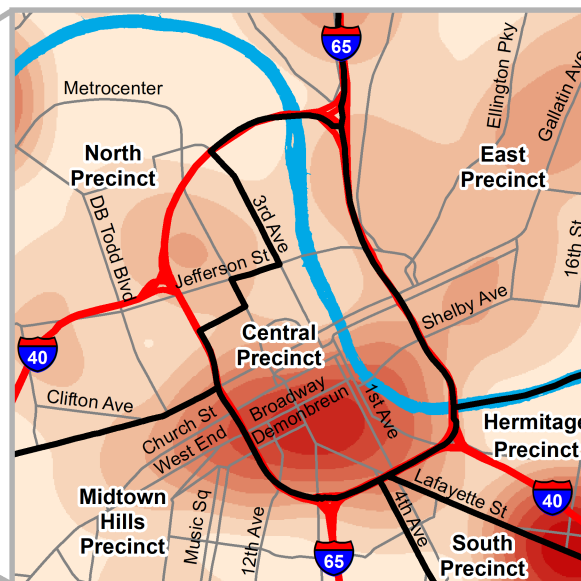 65
Ellington Pky
Gallatin Ave
Metrocenter
North
Precinct
East
Precinct
DB Todd Blvd
3rd Ave
16th St
Jefferson St
Shelby Ave
Central
Precinct
40
Clifton Ave
Broadway
Demonbreun
1st Ave
Church St
West End
Hermitage
Precinct
Midtown
Hills
Precinct
Music Sq
12th Ave
4th Ave
Lafayette St
40
65
South
Precinct